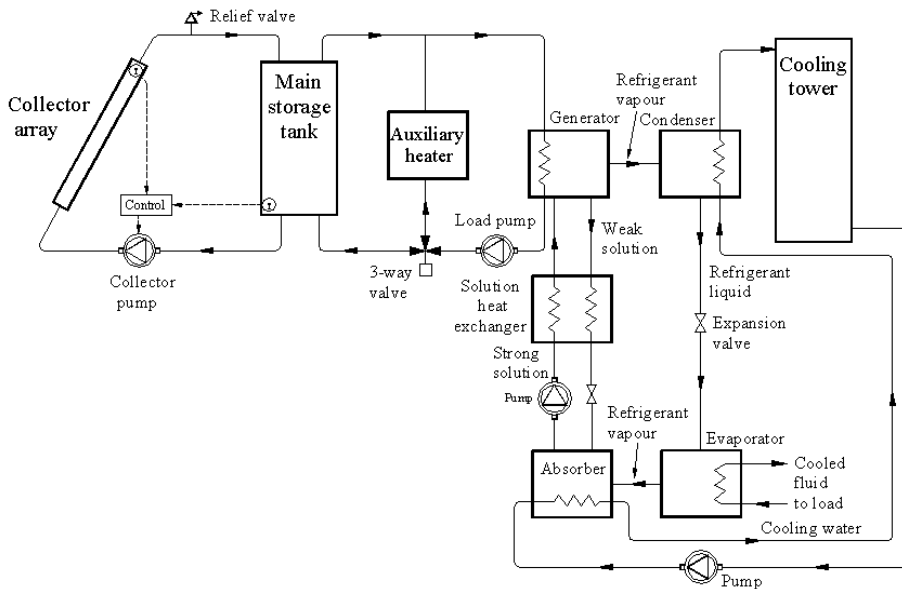 Relief valve
Collector
array
Main
storage
tank
Auxiliary
heater
Control
Collector
pump
3-way
valve
Load pump
Generator
Refrigerant
vapour
Condenser
Cooling
tower
Weak
solution
Solution
heat
exchanger
Strong
solution
Pump
Refrigerant
liquid
Expansion
valve
Refrigerant
vapour
Absorber
Evaporator
Cooled
fluid
to load
Cooling water
Pump